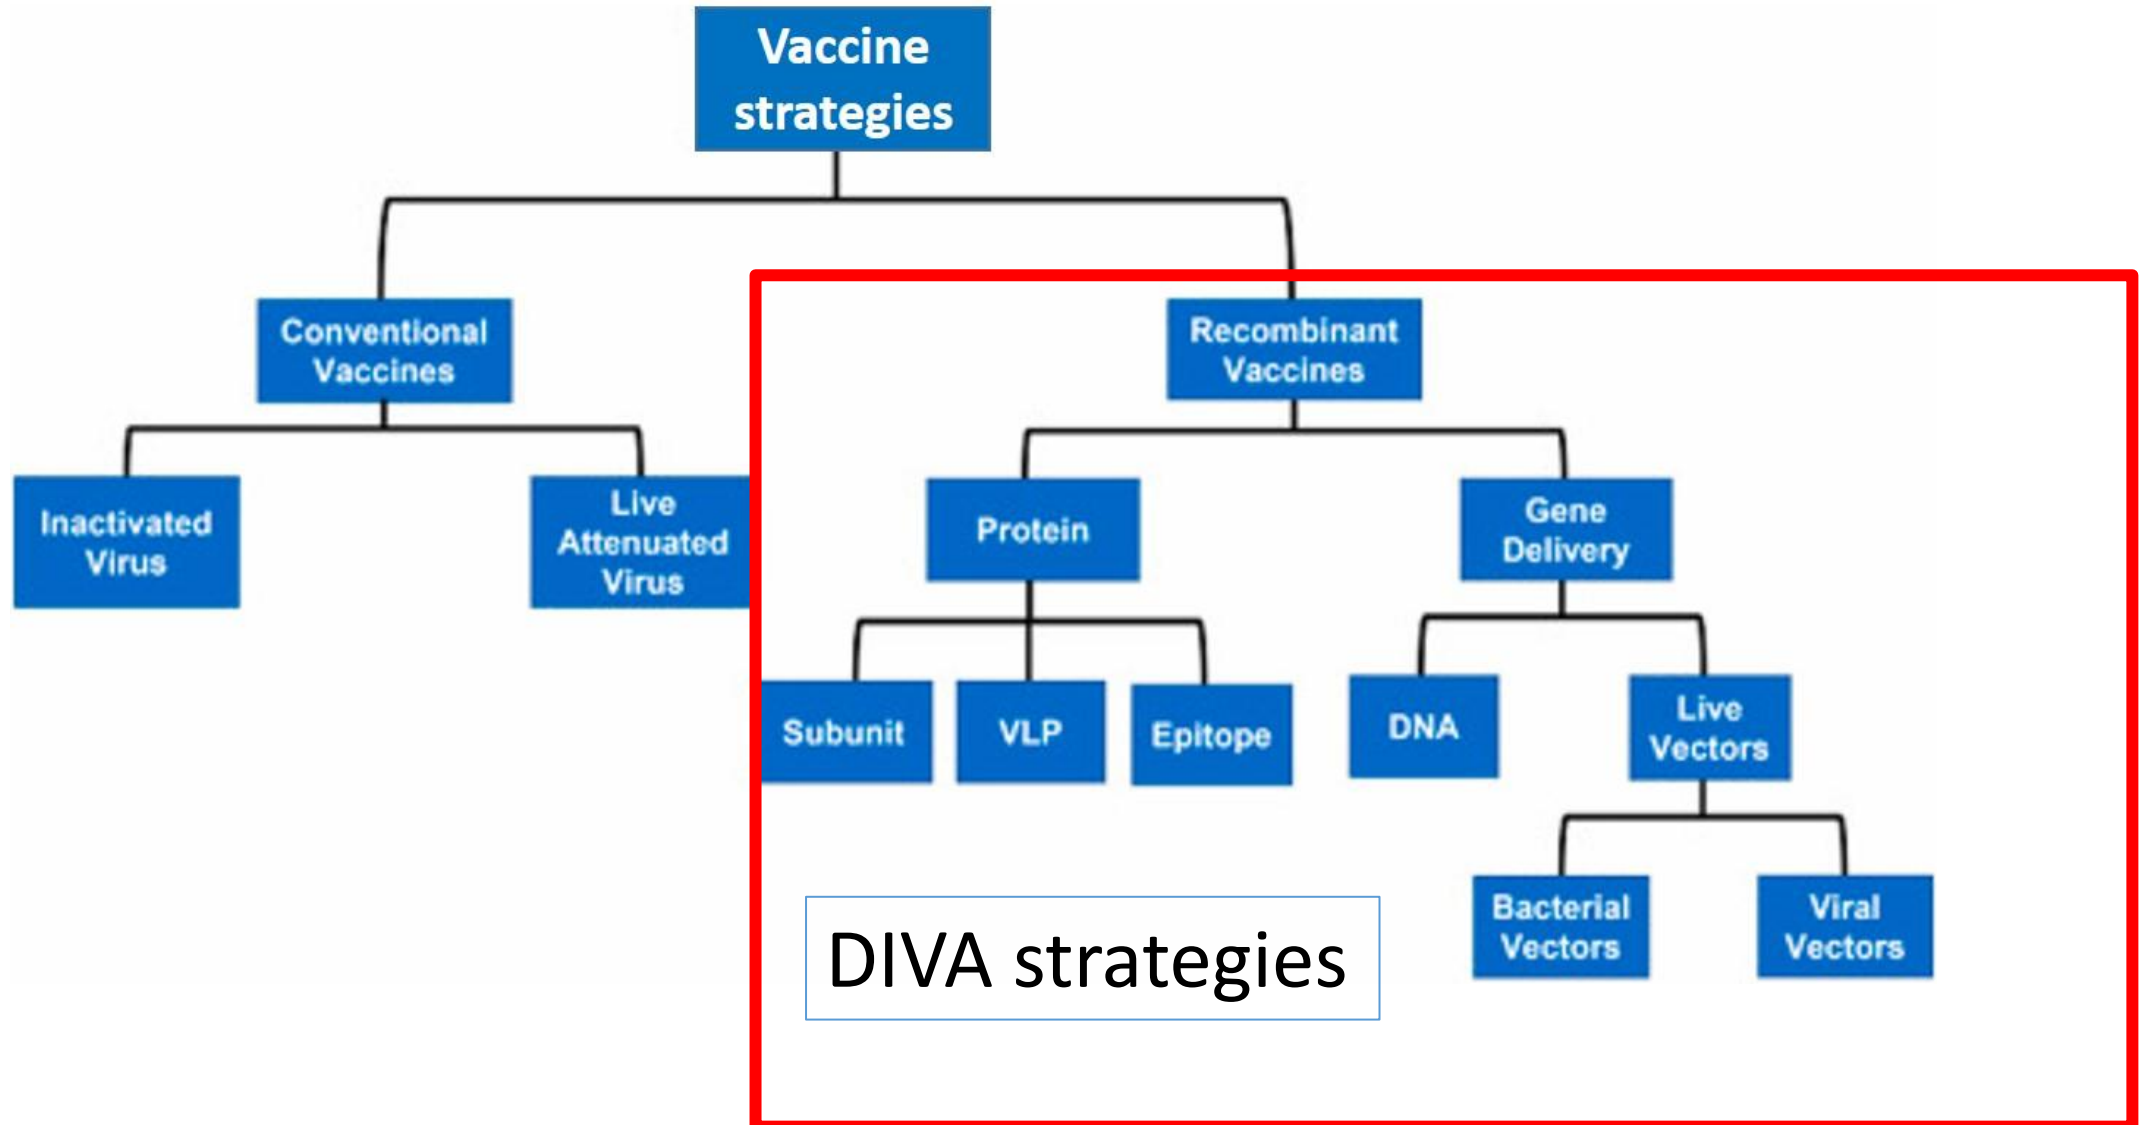 Vaccine
strategies
Conventional
Vaccines
Recombinant
Vaccines
Inactivated
Virus
Live
Attenuated
Virus
Protein
Gene
Delivery
Subunit
VLP
Epitope
DNA
Live
Vectors
Bacterial
Vectors
Viral
Vectors
DIVA strategies